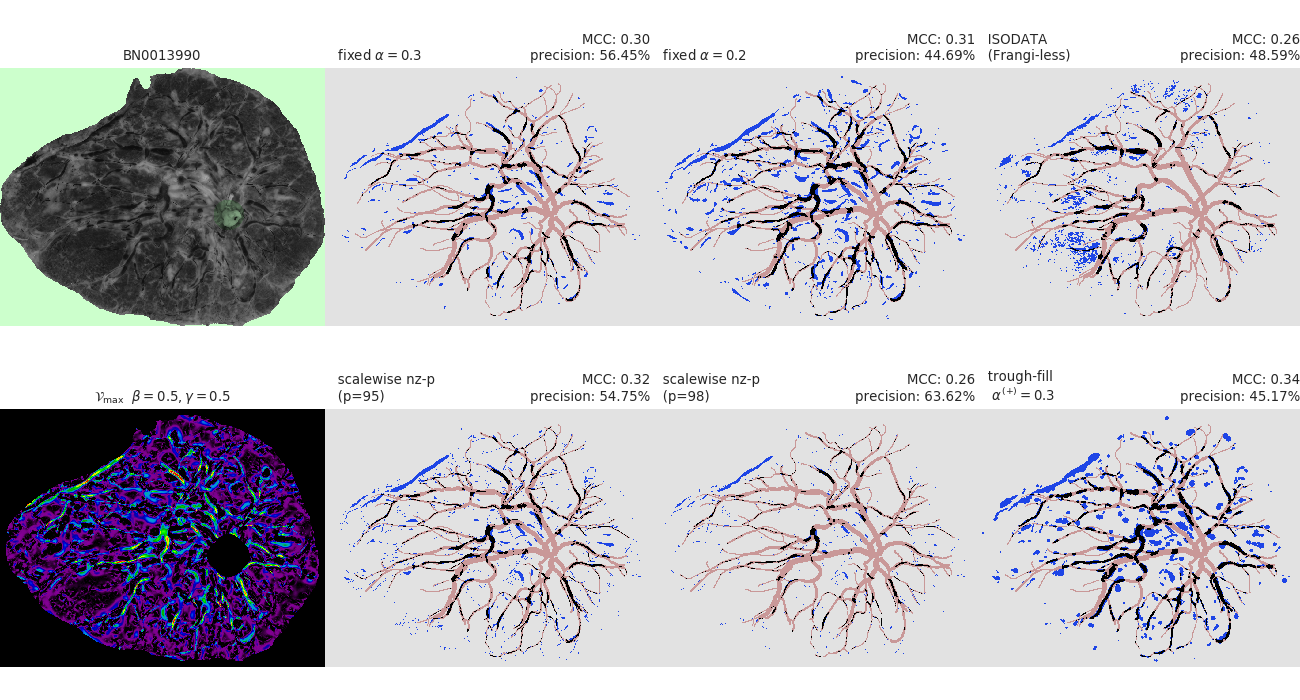 BN0013990
fixed α = 0.3
MCC: 0.30
precision: 56.45%
fixed α = 0.2
MCC: 0.31
precision: 44.69%
ISODATA
(Frangi-less)
MCC: 0.26
precision: 48.59%
𝒱max β = 0.5, γ = 0.5
scalewise nz-p
(p=95)
MCC: 0.32
precision: 54.75%
scalewise nz-p
(p=98)
MCC: 0.26
precision: 63.62%
trough-fill
α(+) = 0.3
MCC: 0.34
precision: 45.17%